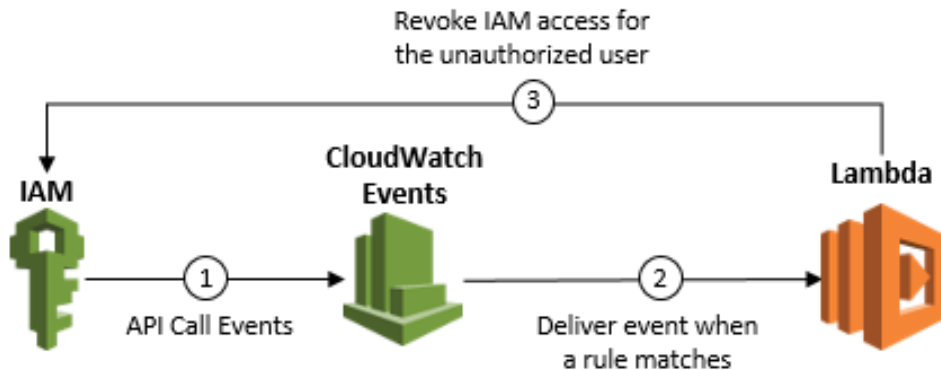 Revoke IAM access for
the unauthorized user
3
CloudWatch
Events
IAM
Lambda
1
2
API Call Events
Deliver event when
a rule matches